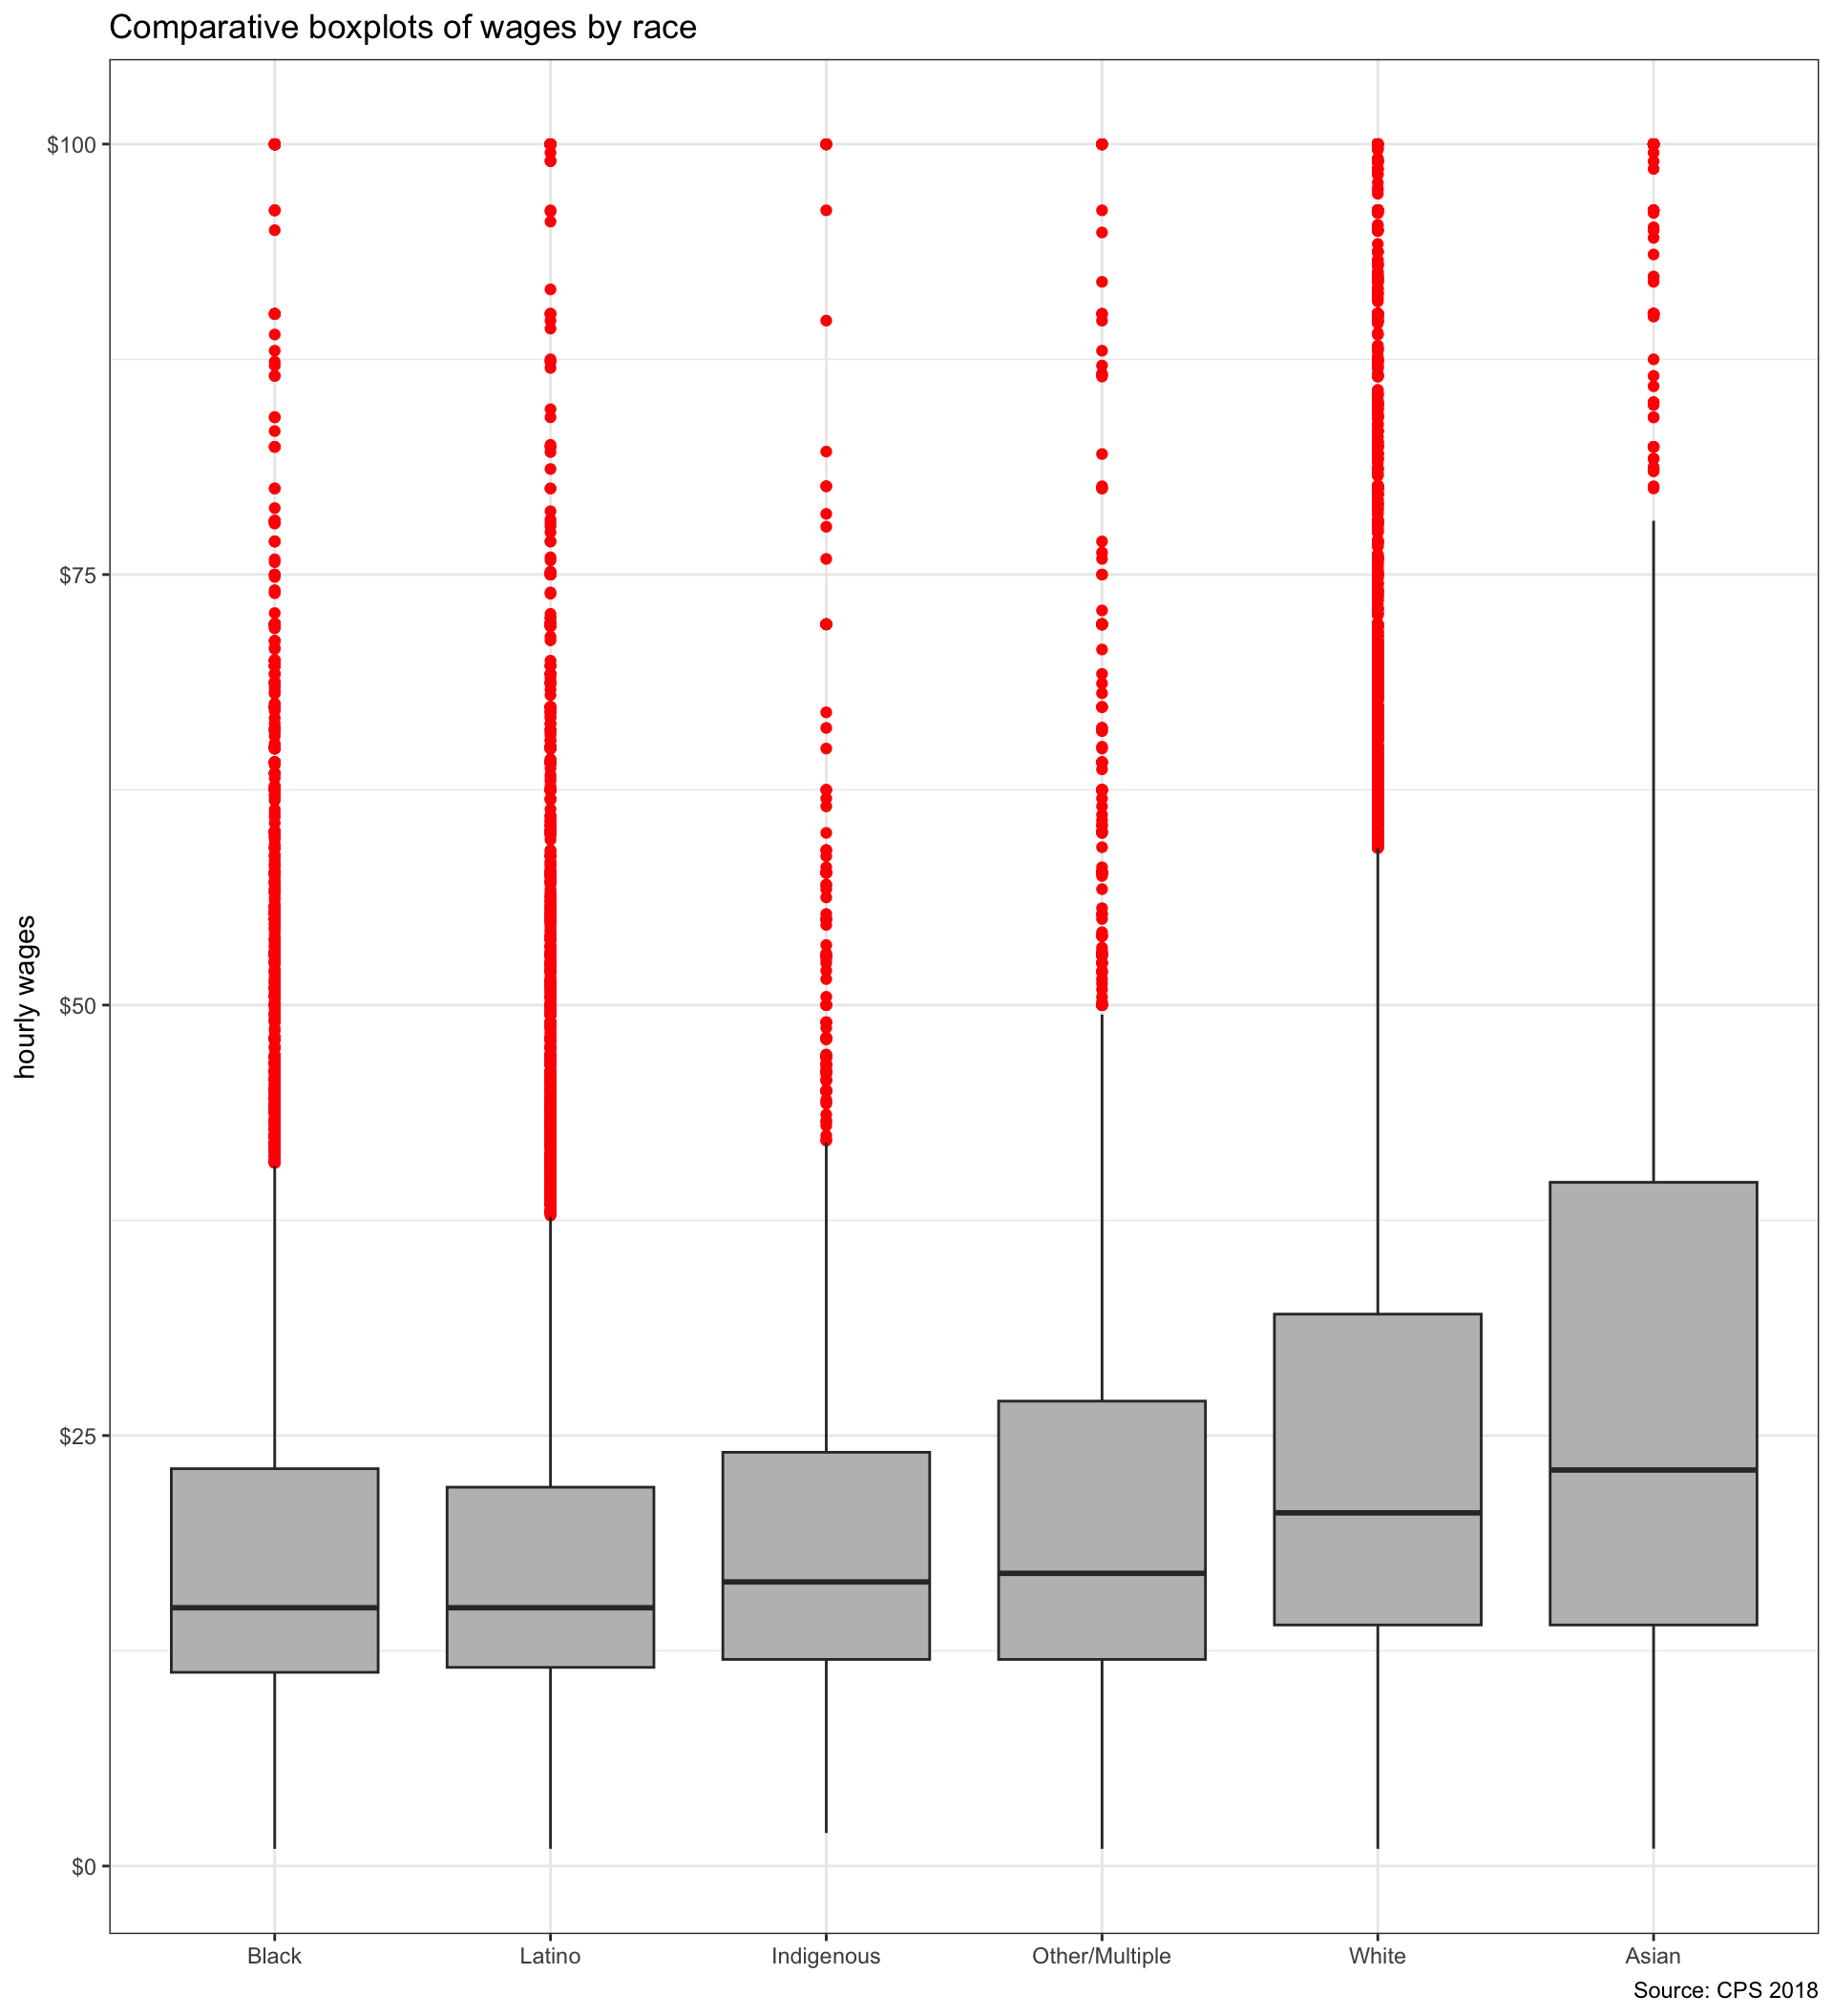 Comparative boxplots of wages by race
hourly wages
$100
$75
$50
$25
$0
Black Latino Indigenous Other/Multiple White Asian
Source: CPS 2018